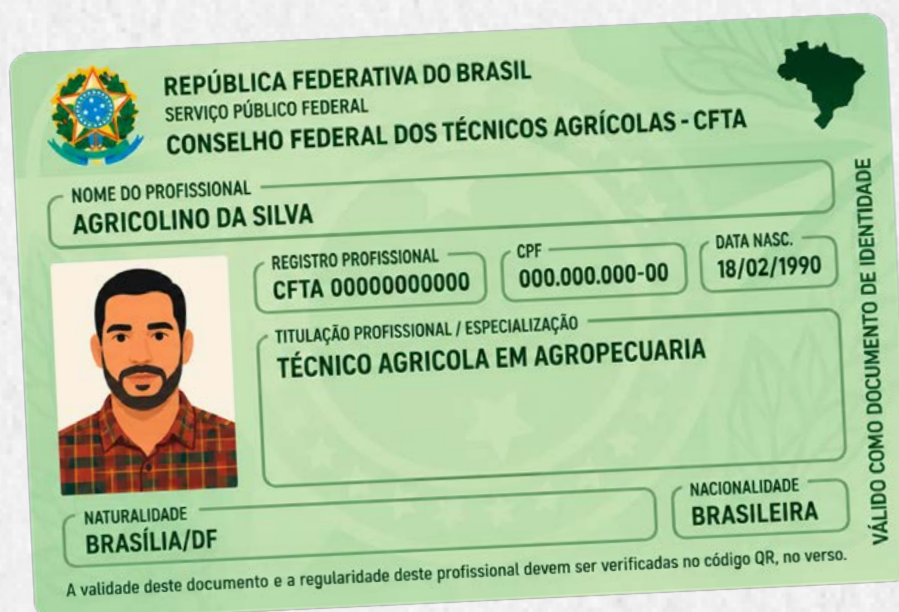 REPÚBLICA FEDERATIVA DO BRASIL
SERVIÇO PÚBLICO FEDERAL
CONSELHO FEDERAL DOS TÉCNICOS AGRÍCOLAS - CFTA
NOME DO PROFISSIONAL
AGRICOLINO DA SILVA
REGISTRO PROFISSIONAL
CFTA 00000000000
CPF
000.000.000-00
DATA NASC.
18/02/1990
TITULAÇÃO PROFISSIONAL / ESPECIALIZAÇÃO
TÉCNICO AGRICOLA EM AGROPECUARIA
NATURALIDADE
BRASÍLIA/DF
NACIONALIDADE
BRASILEIRA
A validade deste documento e a regularidade deste profissional devem ser verificadas no código QR, no verso.
VÁLIDO COMO DOCUMENTO DE IDENTIDADE